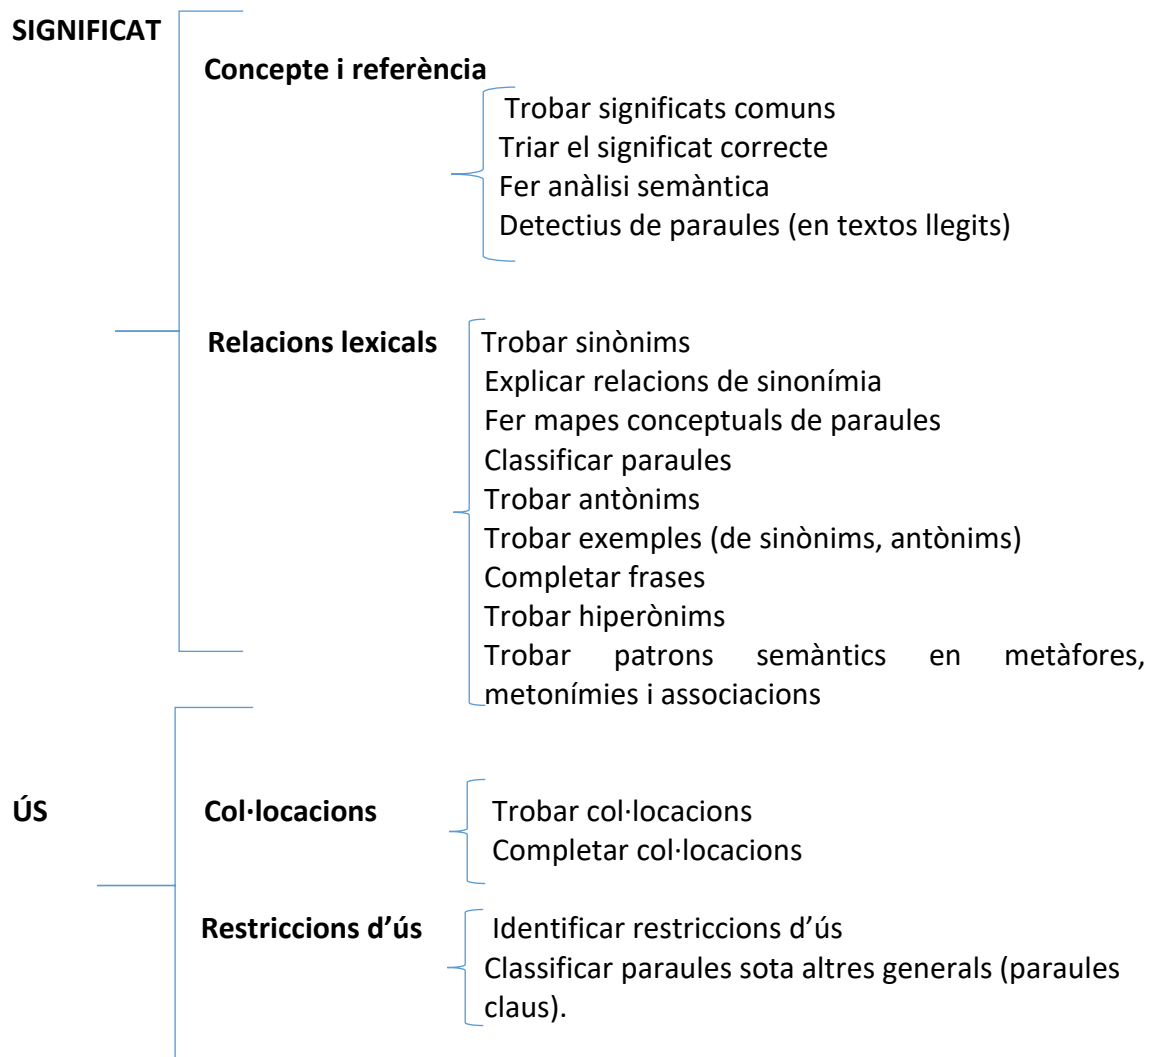 SIGNIFICAT
Concepte i referència
Trobar significats comuns
Triar el significat correcte
Fer anàlisi semàntica
Detectius de paraules (en textos llegits)
Relacions lexicals
Trobar sinònims
Explicar relacions de sinonímia
Fer mapes conceptuals de paraules
Classificar paraules
Trobar antònims
Trobar exemples (de sinònims, antònims)
Completar frases
Trobar hiperònims
Trobar patrons semàntics en metàfores,
metonímies i associacions
ÚS
Col·locacions
Trobar col·locacions
Completar col·locacions
Restriccions d’ús
Identificar restriccions d’ús
Classificar paraules sota altres generals (paraules
claus).